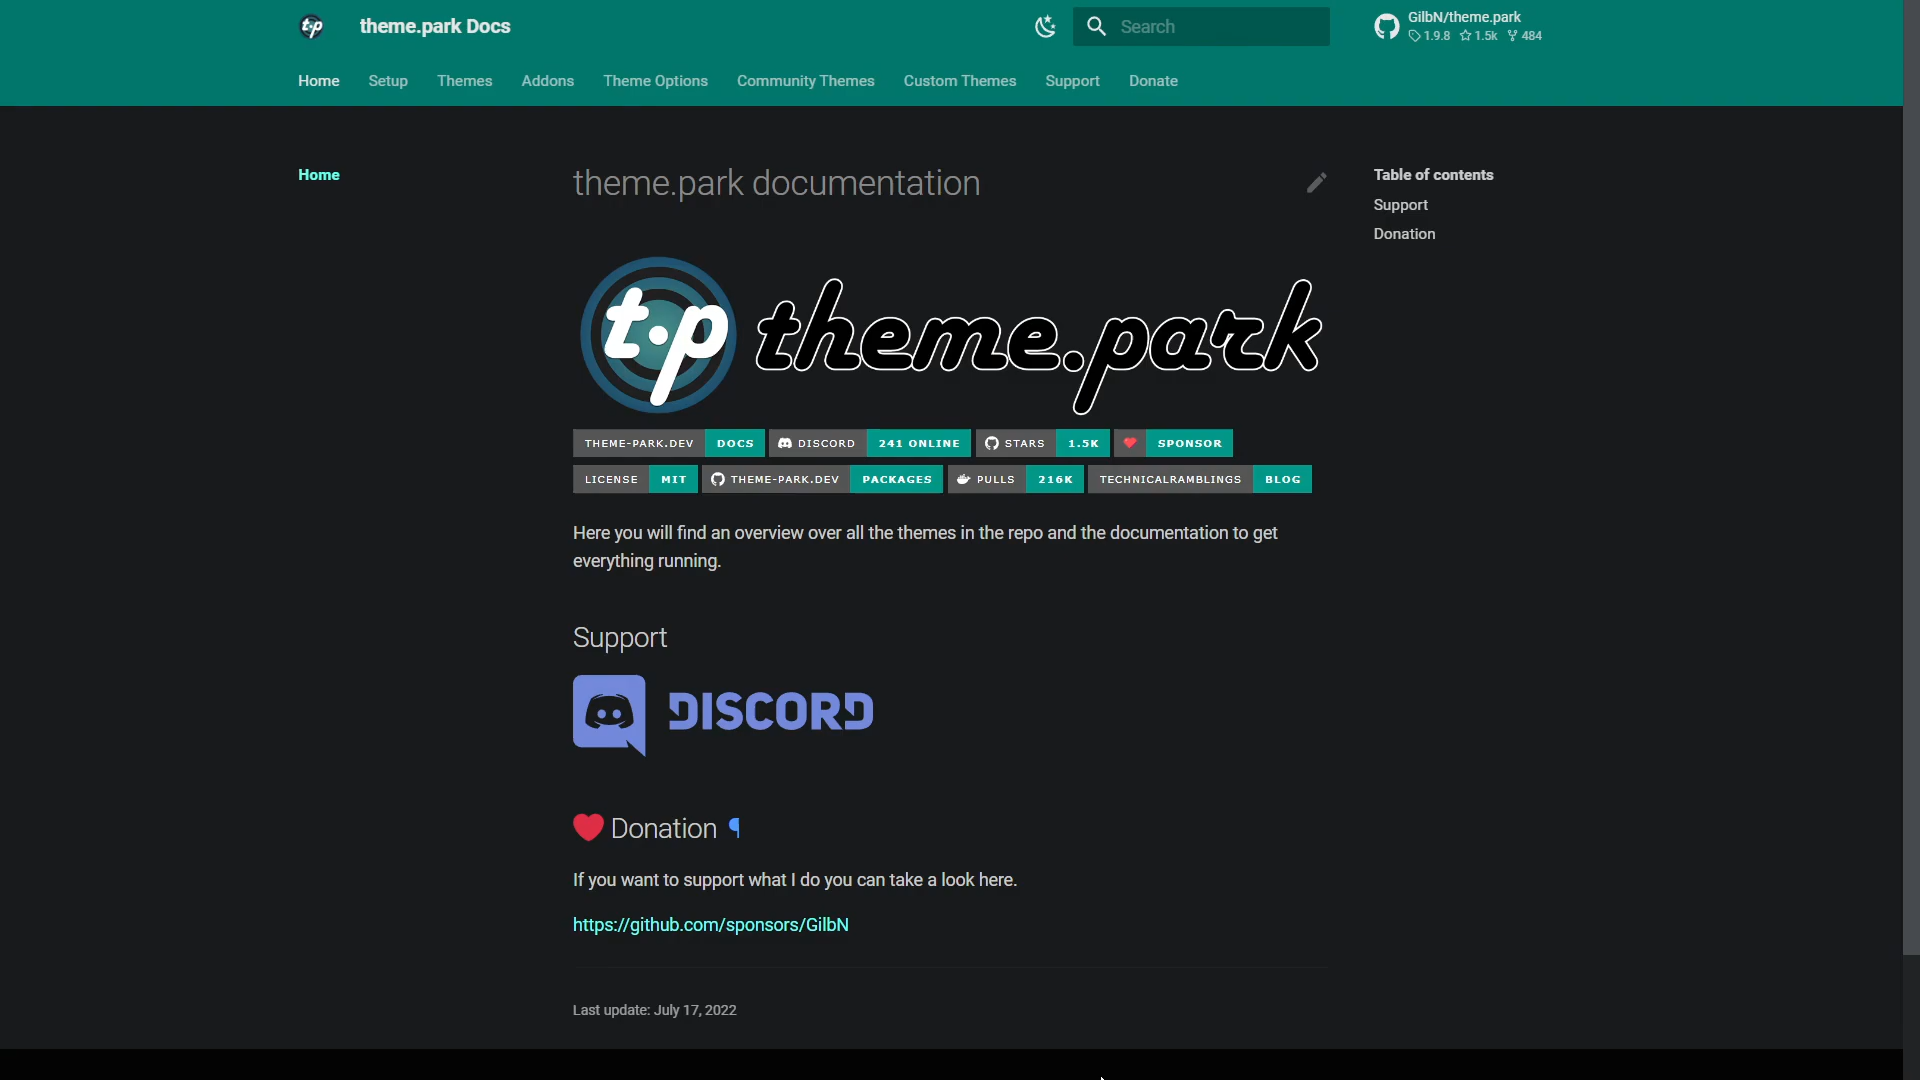 t·p
theme.park Docs
Search
GilbN/theme.park
1.9.8 1.5k 484
Home Setup Themes Addons Theme Options Community Themes Custom Themes Support Donate
Home
theme.park documentation
Table of contents
Support
Donation
t·p theme.park
THEME-PARK.DEV DOCS DISCORD 241 ONLINE STARS 1.5K SPONSOR
LICENSE MIT THEME-PARK.DEV PACKAGES PULLS 216K TECHNICALRAMBLINGS BLOG
Here you will find an overview over all the themes in the repo and the documentation to get
everything running.
Support
DISCORD
Donation ¶
If you want to support what I do you can take a look here.
https://github.com/sponsors/GilbN
Last update: July 17, 2022